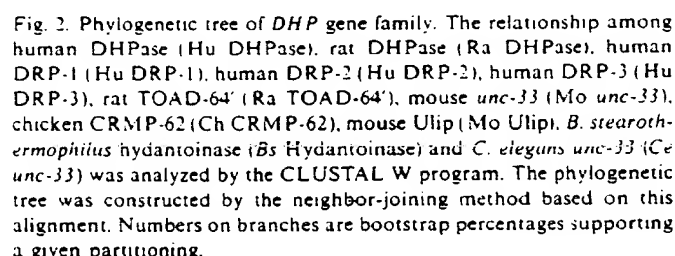 Fig. 2. Phylogenetic tree of DHP gene family. The relationship among
human DHPase (Hu DHPase). rat DHPase (Ra DHPase). human
DRP-1 (Hu DRP-1). human DRP-2 (Hu DRP-2), human DRP-3 (Hu
DRP-3), rat TOAD-64′ (Ra TOAD-64′), mouse unc-33 (Mo unc-33),
chicken CRMP-62 (Ch CRMP-62), mouse Ulip (Mo Ulip), B. stearoth-
ermophilus hydantoinase (Bs Hydantoinase) and C. elegans unc-33 (Ce
unc-33) was analyzed by the CLUSTAL W program. The phylogenetic
tree was constructed by the neighbor-joining method based on this
alignment. Numbers on branches are bootstrap percentages supporting
a given partitioning.